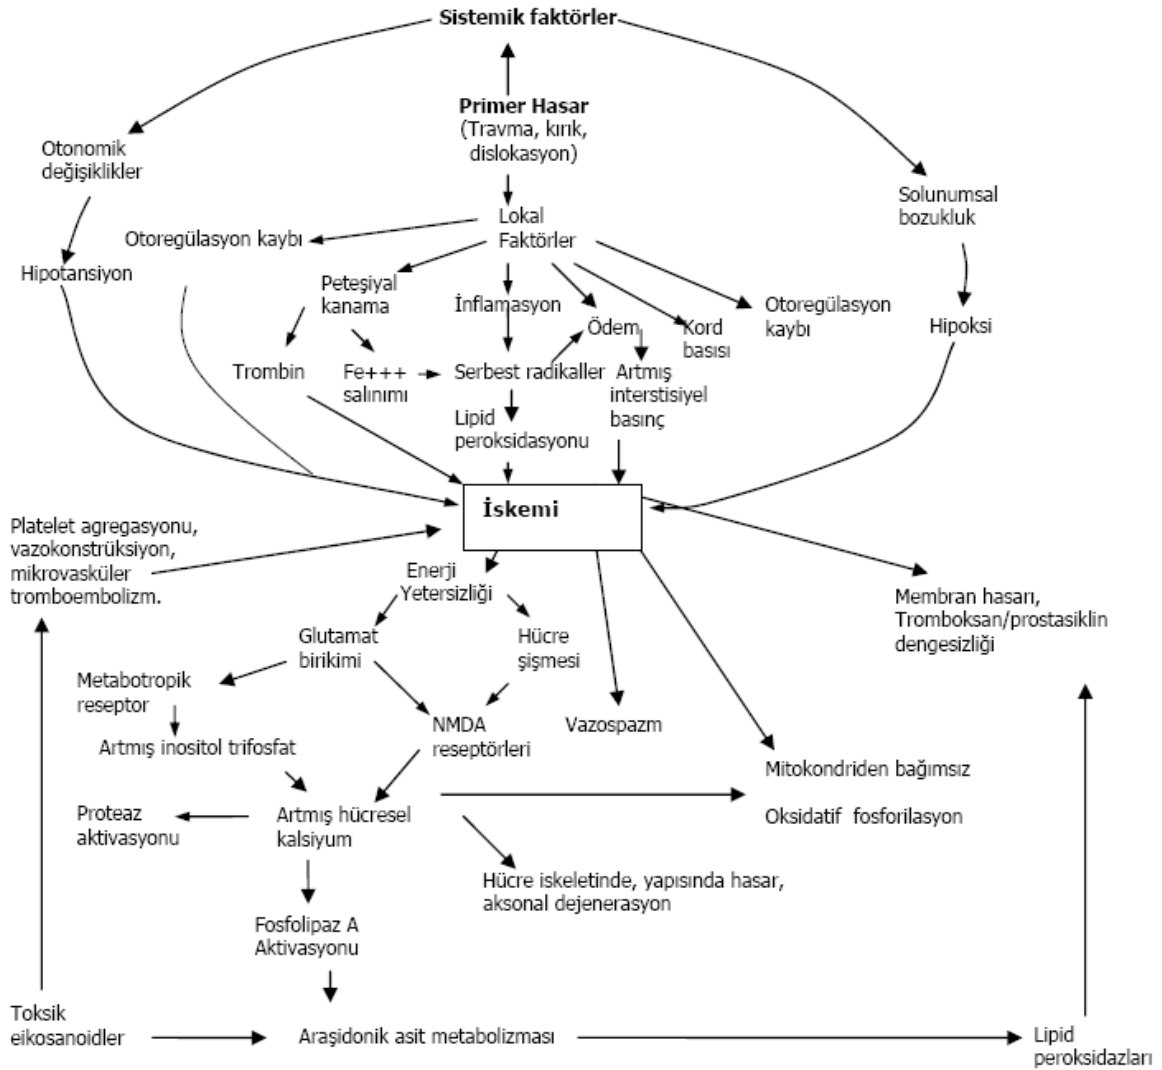 Sistemik faktörler
Primer Hasar
(Travma, kırık,
dislokasyon)
Otonomik
değişiklikler
Solunumsal
bozukluk
Lokal
Faktörler
Otoregülasyon kaybı
Hipotansiyon
Peteşiyal
kanama
İnflamasyon
Ödem
Kord
basısı
Otoregülasyon
kaybı
Hipoksi
Trombin
Fe+++
salınımı
Serbest radikaller
Artmış
interstisiyel
basınç
Lipid
peroksidasyonu
İskemi
Platelet agregasyonu,
vazokonstrüksiyon,
mikrovasküler
tromboembolizm.
Enerji
Yetersizliği
Membran hasarı,
Tromboksan/prostasiklin
dengesizliği
Glutamat
birikimi
Hücre
şişmesi
Metabotropik
reseptor
NMDA
reseptörleri
Vazospazm
Artmış inositol trifosfat
Mitokondriden bağımsız
Oksidatif fosforilasyon
Proteaz
aktivasyonu
Artmış hücresel
kalsiyum
Hücre iskeletinde, yapısında hasar,
aksonal dejenerasyon
Fosfolipaz A
Aktivasyonu
Toksik
eikosanoidler
Araşidonik asit metabolizması
Lipid
peroksidazları